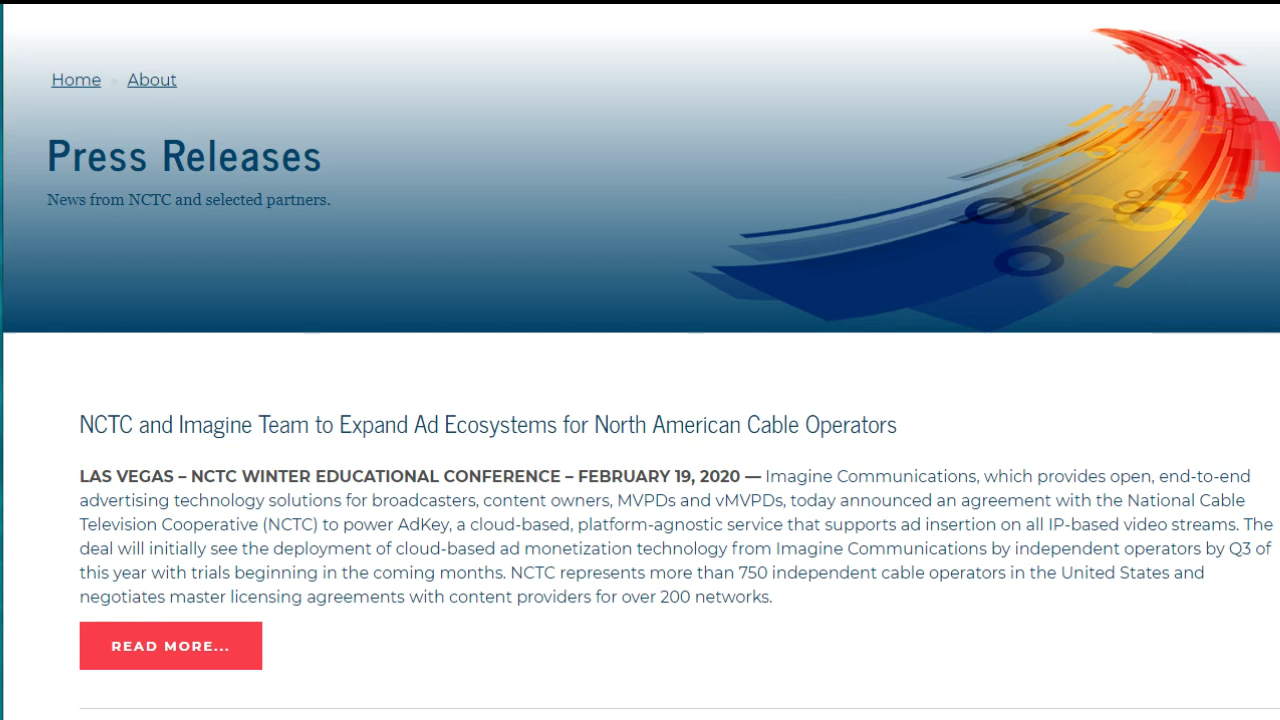 Home About
Press Releases
News from NCTC and selected partners.
NCTC and Imagine Team to Expand Ad Ecosystems for North American Cable Operators
LAS VEGAS – NCTC WINTER EDUCATIONAL CONFERENCE – FEBRUARY 19, 2020 — Imagine Communications, which provides open, end-to-end
advertising technology solutions for broadcasters, content owners, MVPDs and vMVPDs, today announced an agreement with the National Cable
Television Cooperative (NCTC) to power AdKey, a cloud-based, platform-agnostic service that supports ad insertion on all IP-based video streams. The
deal will initially see the deployment of cloud-based ad monetization technology from Imagine Communications by independent operators by Q3 of
this year with trials beginning in the coming months. NCTC represents more than 750 independent cable operators in the United States and
negotiates master licensing agreements with content providers for over 200 networks.
READ MORE...